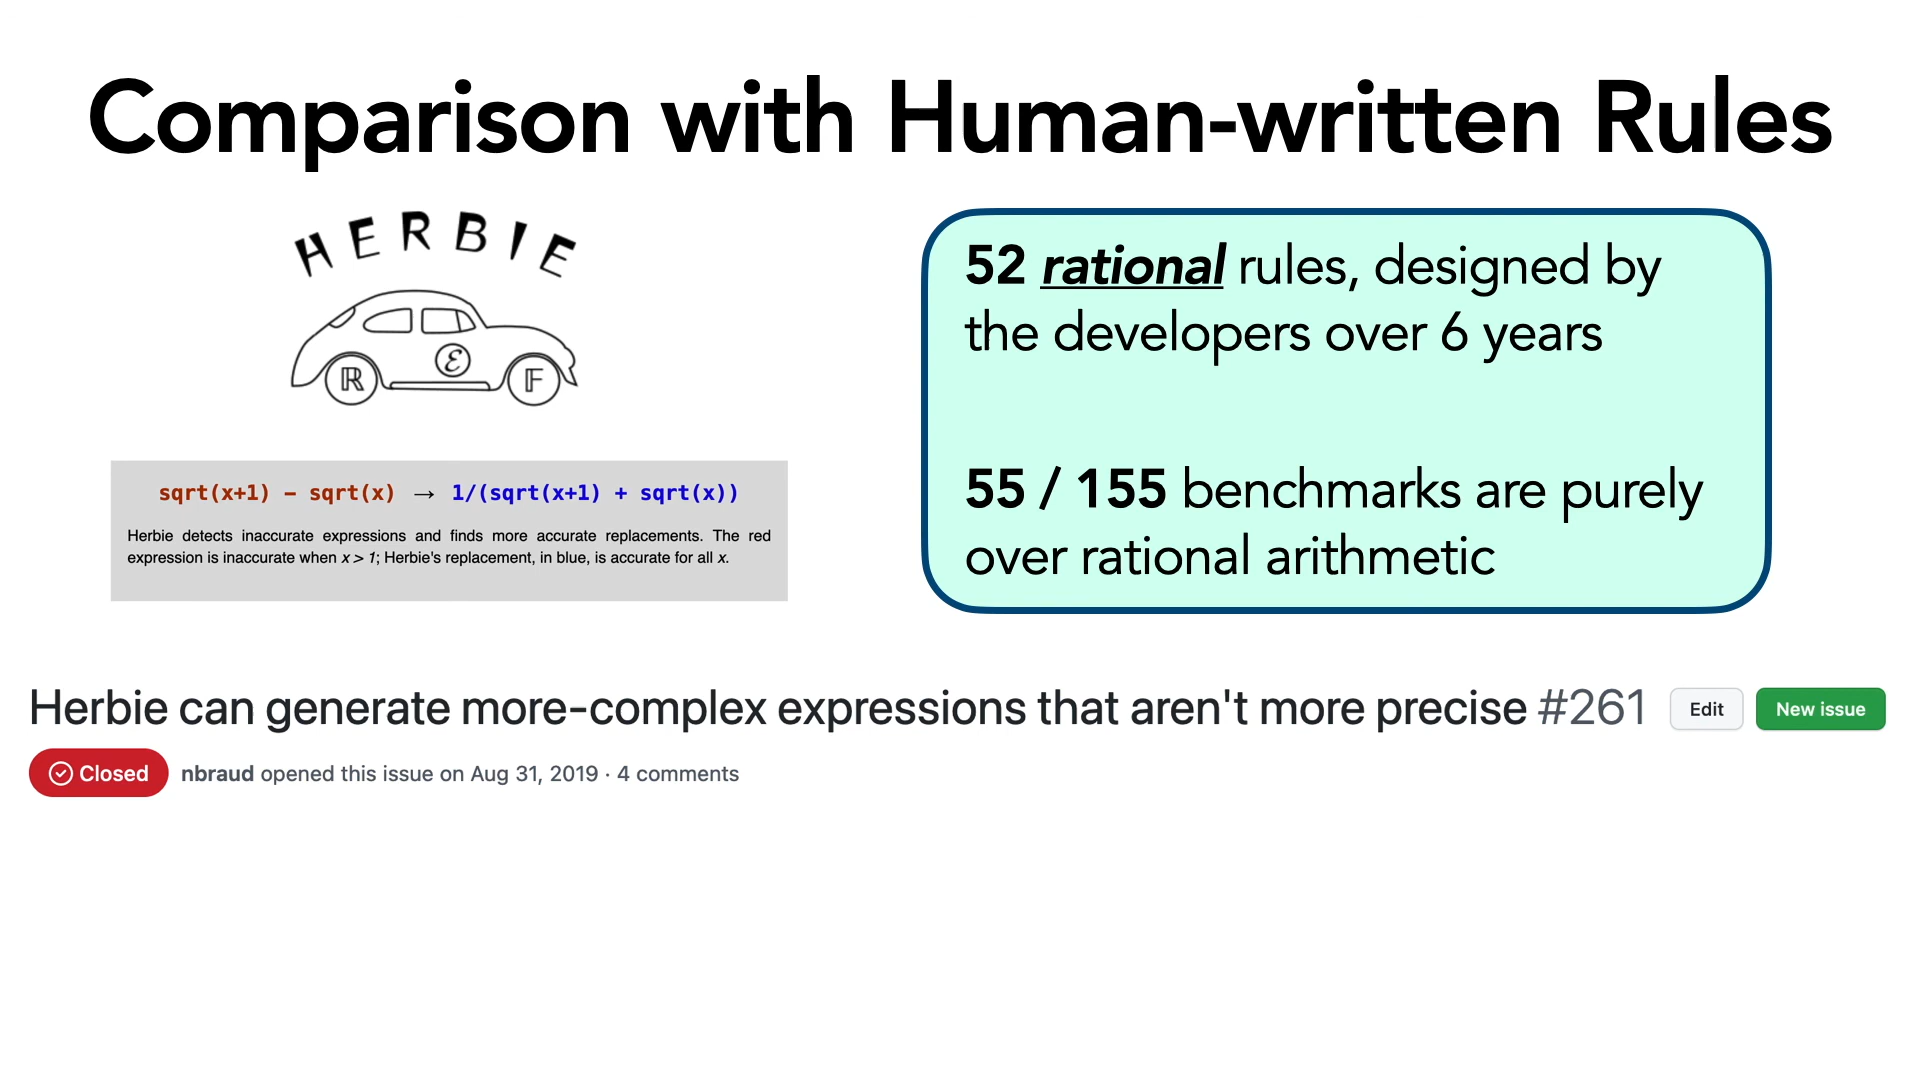 Comparison with Human-written Rules
HERBIE
ℝ ℰ 𝔽
sqrt(x+1) − sqrt(x) → 1/(sqrt(x+1) + sqrt(x))
Herbie detects inaccurate expressions and finds more accurate replacements. The red
expression is inaccurate when x > 1; Herbie's replacement, in blue, is accurate for all x.
52 rational rules, designed by
the developers over 6 years
55 / 155 benchmarks are purely
over rational arithmetic
Herbie can generate more-complex expressions that aren't more precise #261 Edit New issue
Closed nbraud opened this issue on Aug 31, 2019 · 4 comments